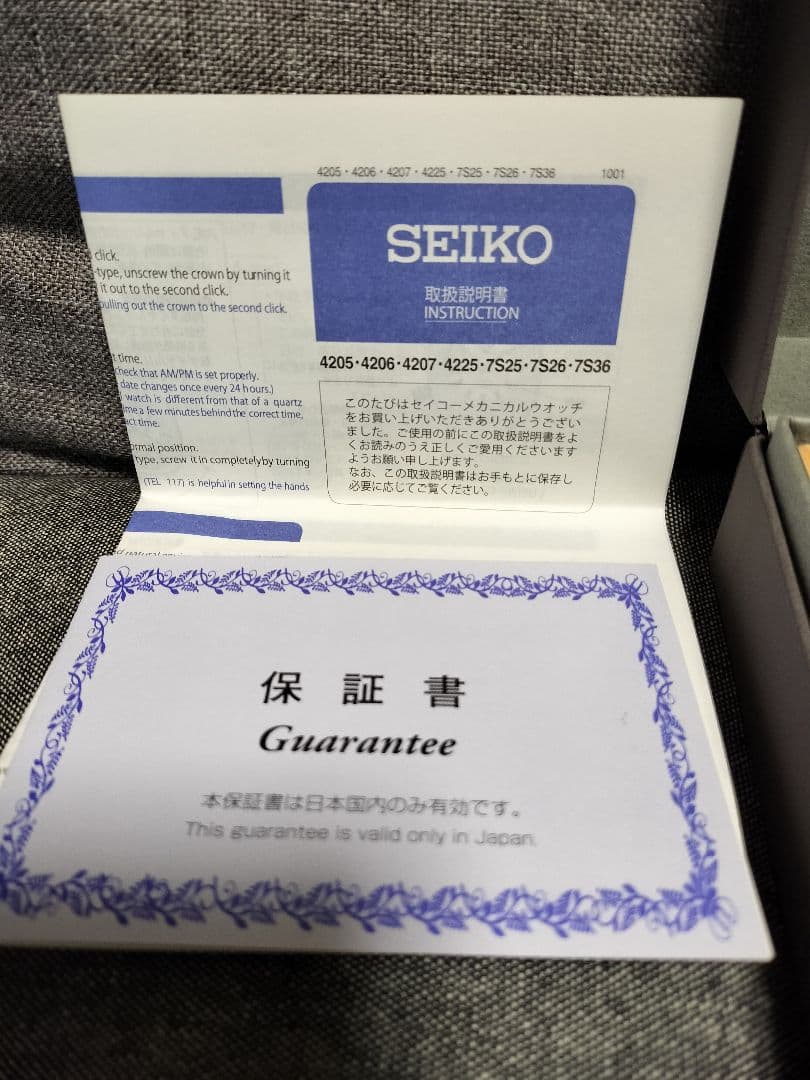 4205・4206・4207・4225・7S25・7S26・7S36 1001
SEIKO
取扱説明書
INSTRUCTION
4205・4206・4207・4225・7S25・7S26・7S36
このたびはセイコーメカニカルウオッチ
をお買い上げいただきありがとうござい
ました。ご使用の前にこの取扱説明書をよ
くお読みのうえ正しくご愛用くださいます
ようお願い申し上げます。
なお、この取扱説明書はお手もとに保存し
必要に応じてご覧ください。
click.
-type, unscrew the crown by turning it
it out to the second click.
pulling out the crown to the second click.
t time.
check that AM/PM is set properly.
date changes once every 24 hours.)
watch is different from that of a quartz
me a few minutes behind the correct time,
act time.
ormal position.
type, screw it in completely by turning
(TEL 117) is helpful in setting the hands
保証書
Guarantee
本保証書は日本国内のみ有効です。
This guarantee is valid only in Japan.